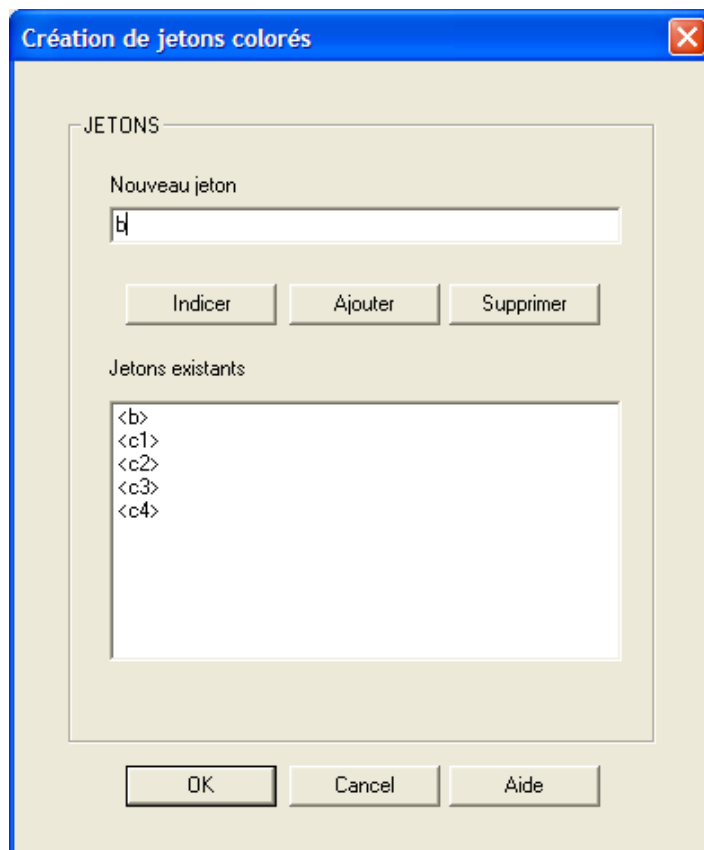 Création de jetons colorés
JETONS
Nouveau jeton
b
Indicer Ajouter Supprimer
Jetons existants
<b>
<c1>
<c2>
<c3>
<c4>
OK Cancel Aide